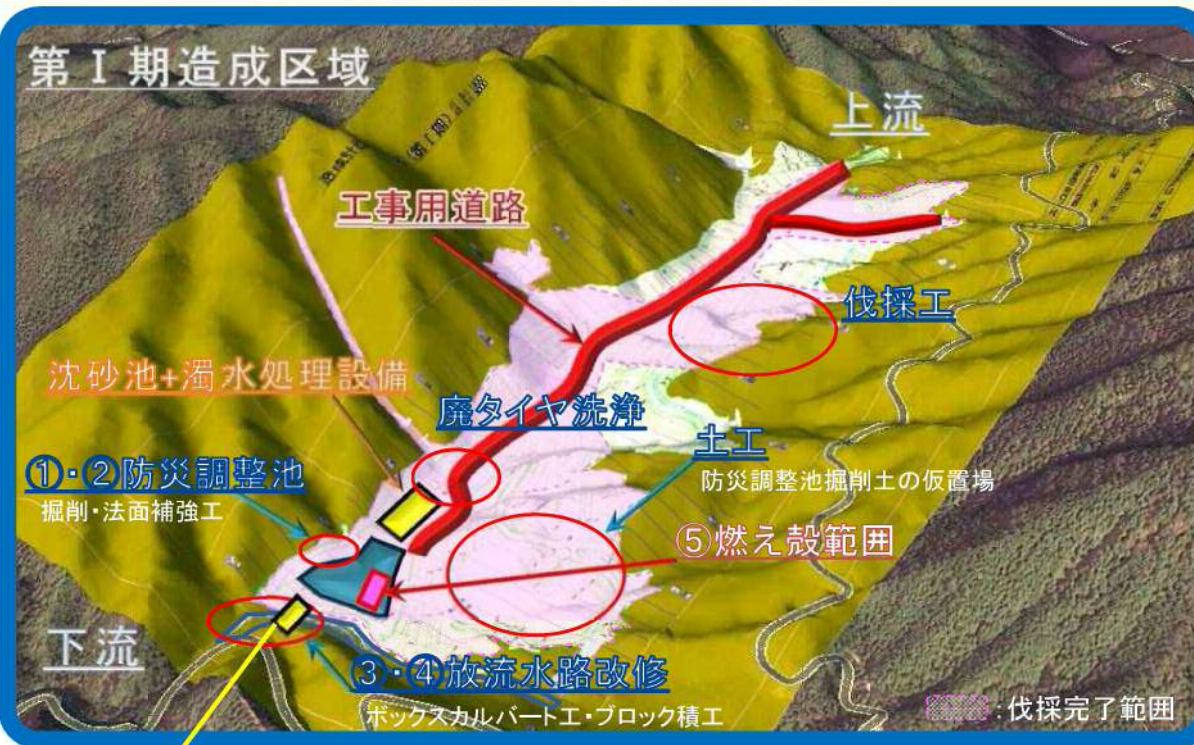 第Ⅰ期造成区域
上流
工事用道路
伐採工
沈砂池+濁水処理設備
廃タイヤ洗浄
土工
防災調整池掘削土の仮置場
①・②防災調整池
掘削・法面補強工
⑤燃え殻範囲
下流
③・④放流水路改修
ボックスカルバート工・ブロック積工
:伐採完了範囲